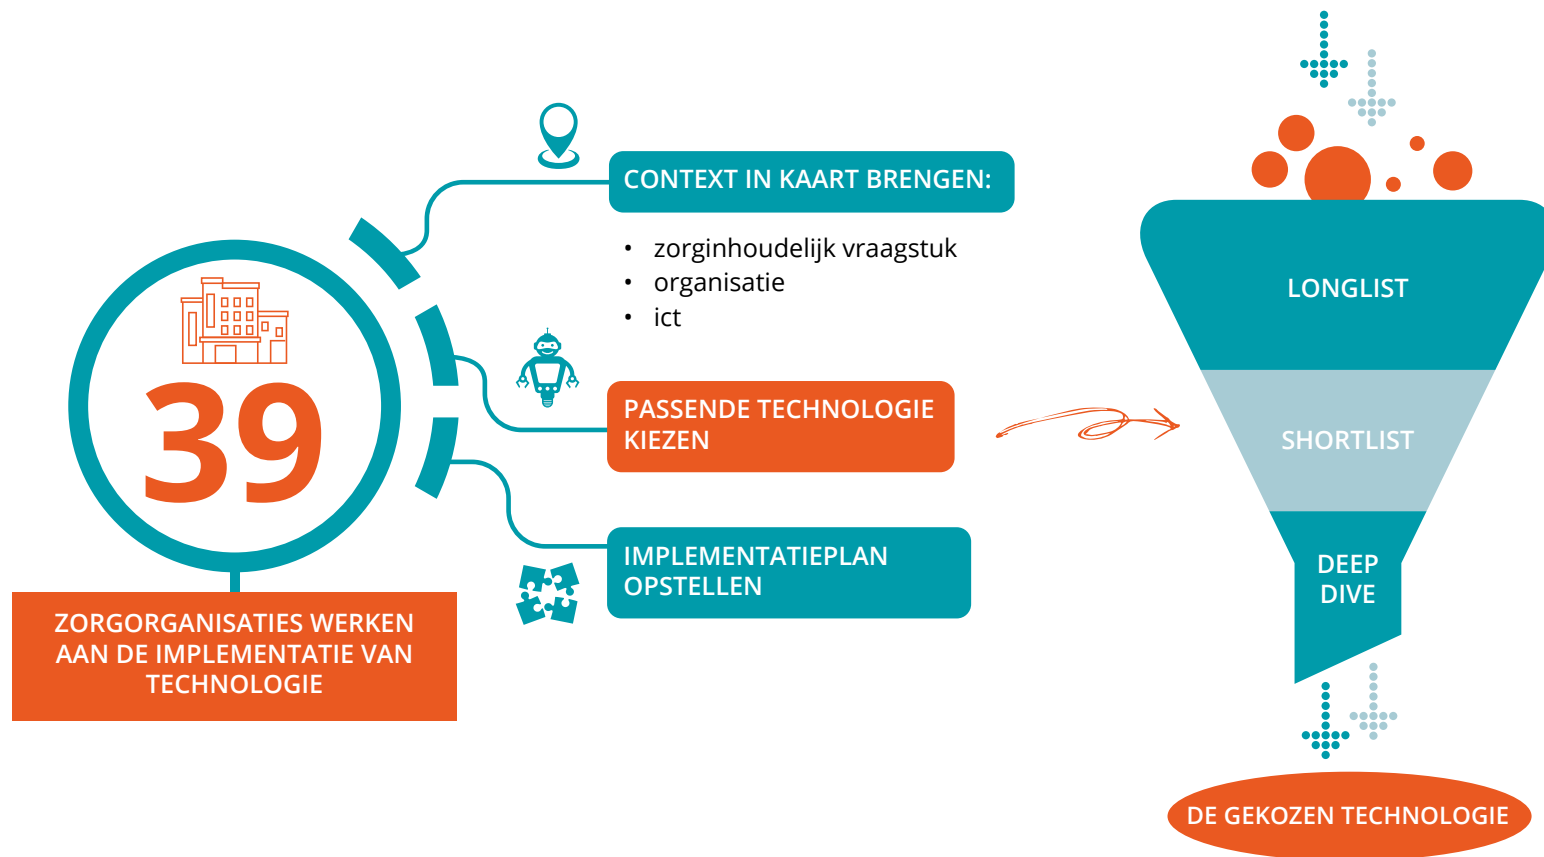 39
ZORGORGANISATIES WERKEN
AAN DE IMPLEMENTATIE VAN
TECHNOLOGIE
CONTEXT IN KAART BRENGEN:
• zorginhoudelijk vraagstuk
• organisatie
• ict
PASSENDE TECHNOLOGIE
KIEZEN
IMPLEMENTATIEPLAN
OPSTELLEN
LONGLIST
SHORTLIST
DEEP
DIVE
DE GEKOZEN TECHNOLOGIE